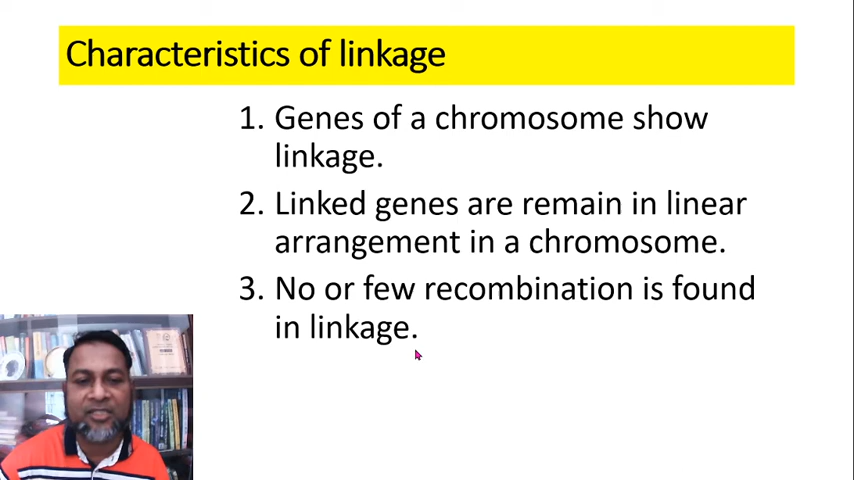 Characteristics of linkage
1. Genes of a chromosome show
linkage.
2. Linked genes are remain in linear
arrangement in a chromosome.
3. No or few recombination is found
in linkage.